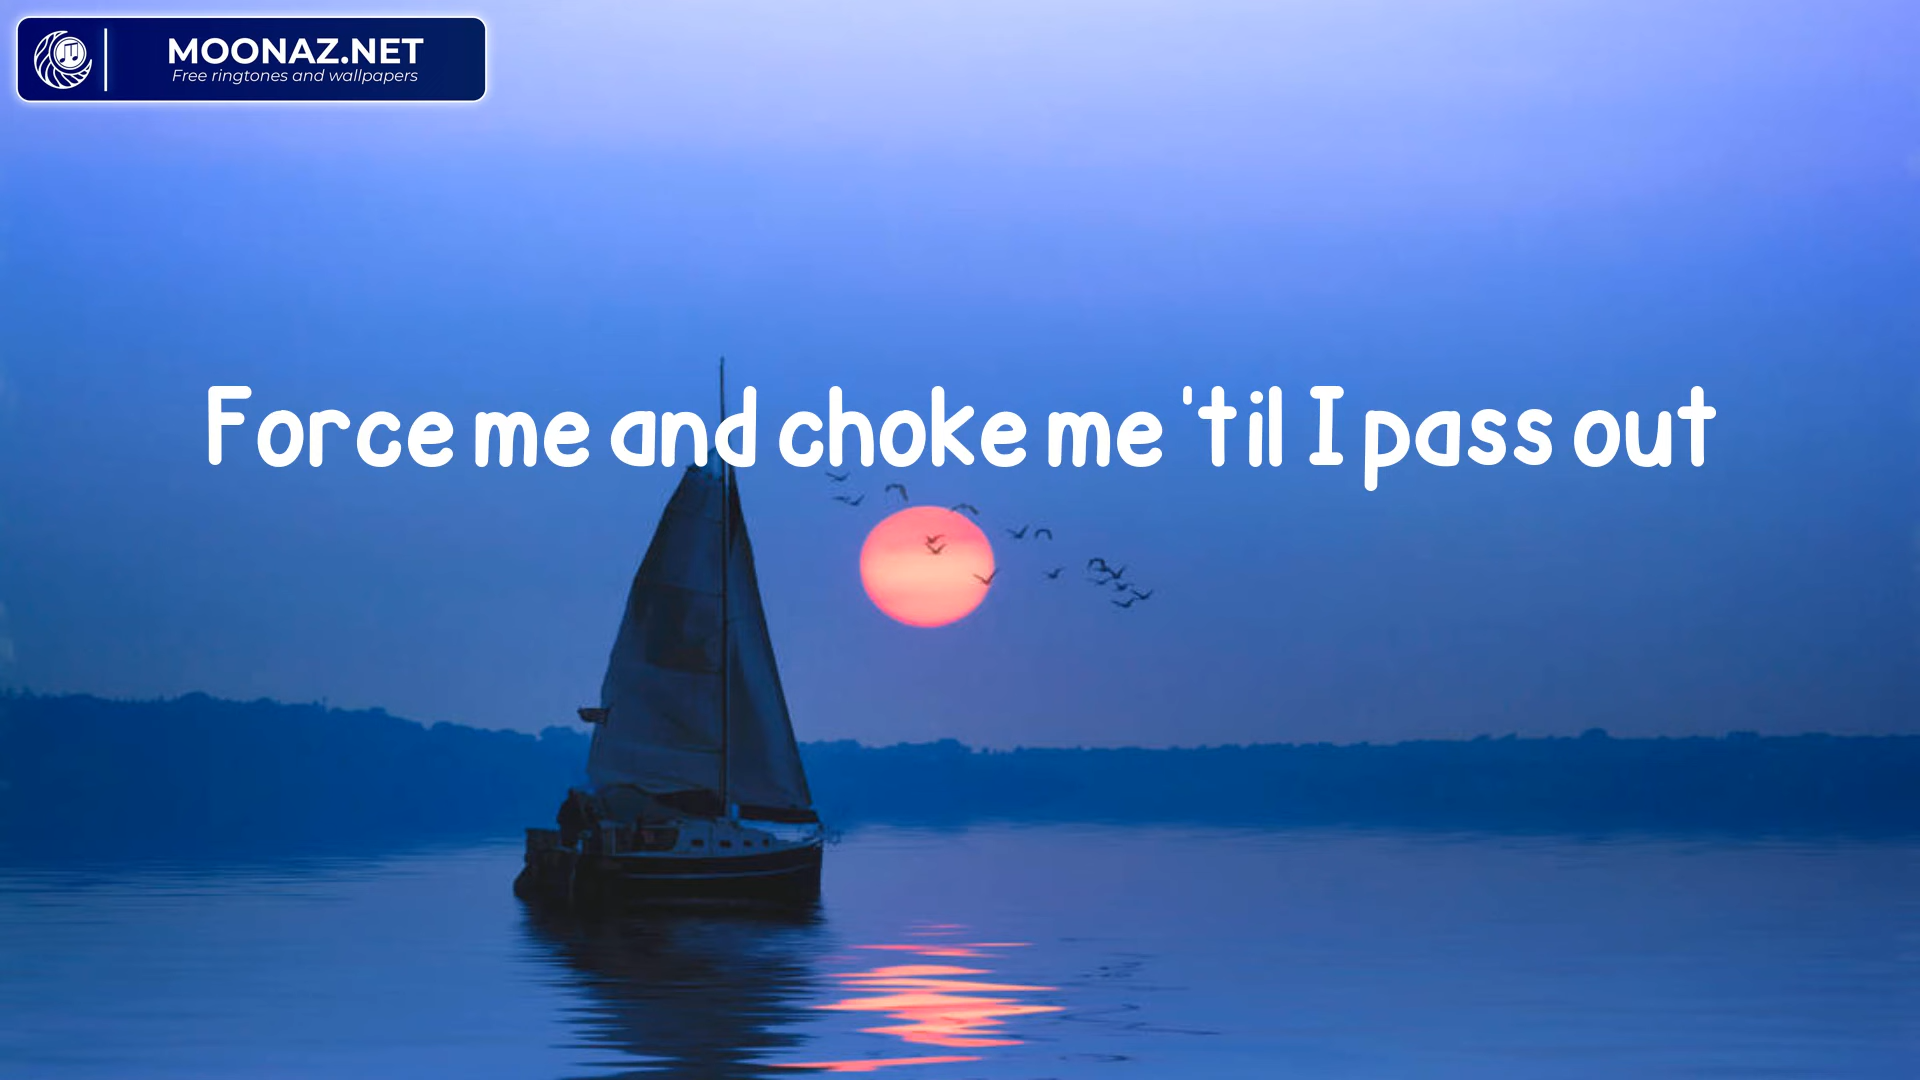 MOONAZ.NET
Free ringtones and wallpapers
Force me and choke me 'til I pass out